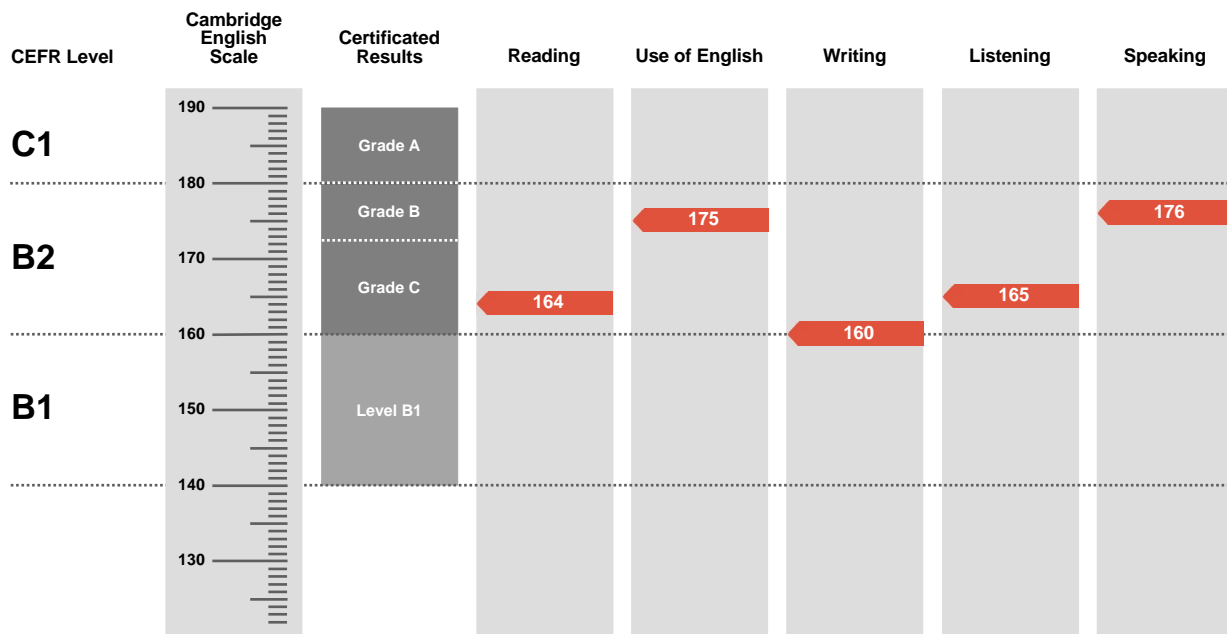 Cambridge
English
Scale
Certificated
Results
CEFR Level
Reading
Use of English
Writing
Listening
Speaking
190
C1
Grade A
180
Grade B
175
176
B2
170
Grade C
164
165
160
160
B1
150
Level B1
140
130